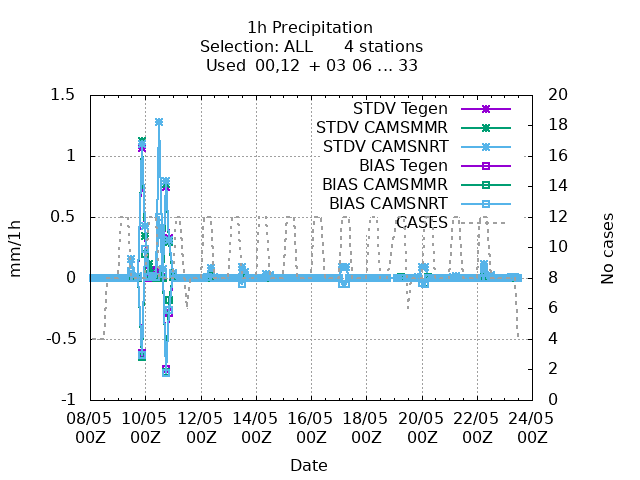 1h Precipitation
Selection: ALL 4 stations
Used 00,12 + 03 06 ... 33
mm/1h
No cases
1.5
1
0.5
0
-0.5
-1
20
18
16
14
12
10
8
6
4
2
0
STDV Tegen
STDV CAMSMMR
STDV CAMSNRT
BIAS Tegen
BIAS CAMSMMR
BIAS CAMSNRT
CASES
08/05 10/05 12/05 14/05 16/05 18/05 20/05 22/05 24/05
00Z 00Z 00Z 00Z 00Z 00Z 00Z 00Z 00Z
Date